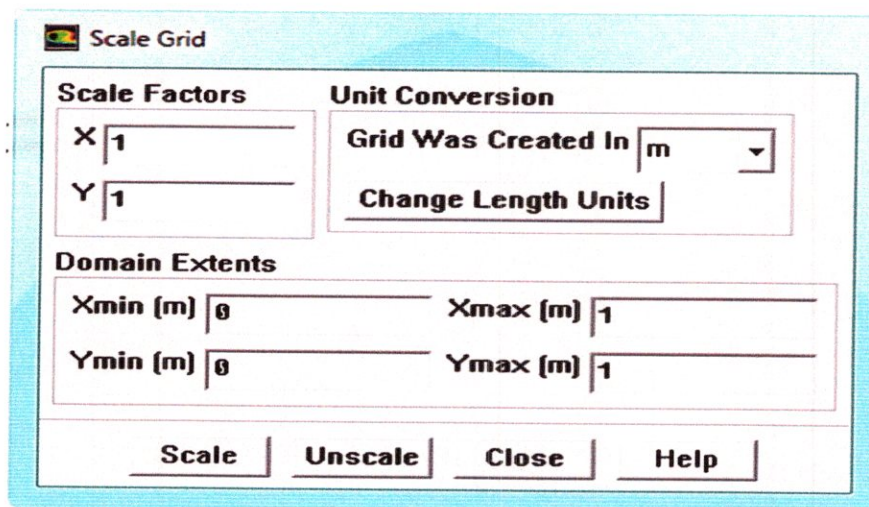 Scale Grid
Scale Factors
X 1
Y 1
Unit Conversion
Grid Was Created In m
Change Length Units
Domain Extents
Xmin (m) 0 Xmax (m) 1
Ymin (m) 0 Ymax (m) 1
Scale Unscale Close Help